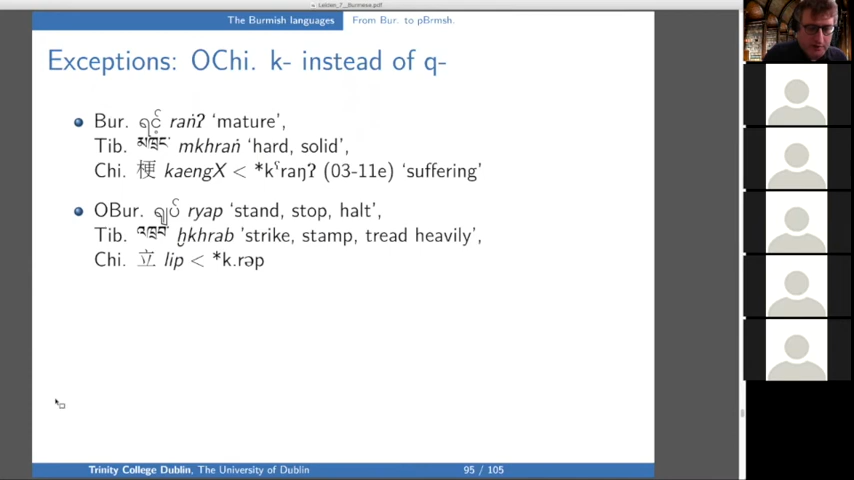 Leiden_7__Burmese.pdf
The Burmish languages From Bur. to pBrmsh.
Exceptions: OChi. k- instead of q-
Bur. ရင့် raṅʔ ‘mature’,
Tib. མཁྲང་ mkhraṅ ‘hard, solid’,
Chi. 梗 kaengX < *kˤraŋʔ (03-11e) ‘suffering’
OBur. ရျပ် ryap ‘stand, stop, halt’,
Tib. འཁྲབ་ ḫkhrab 'strike, stamp, tread heavily’,
Chi. 立 lip < *k.rəp
Trinity College Dublin, The University of Dublin 95 / 105